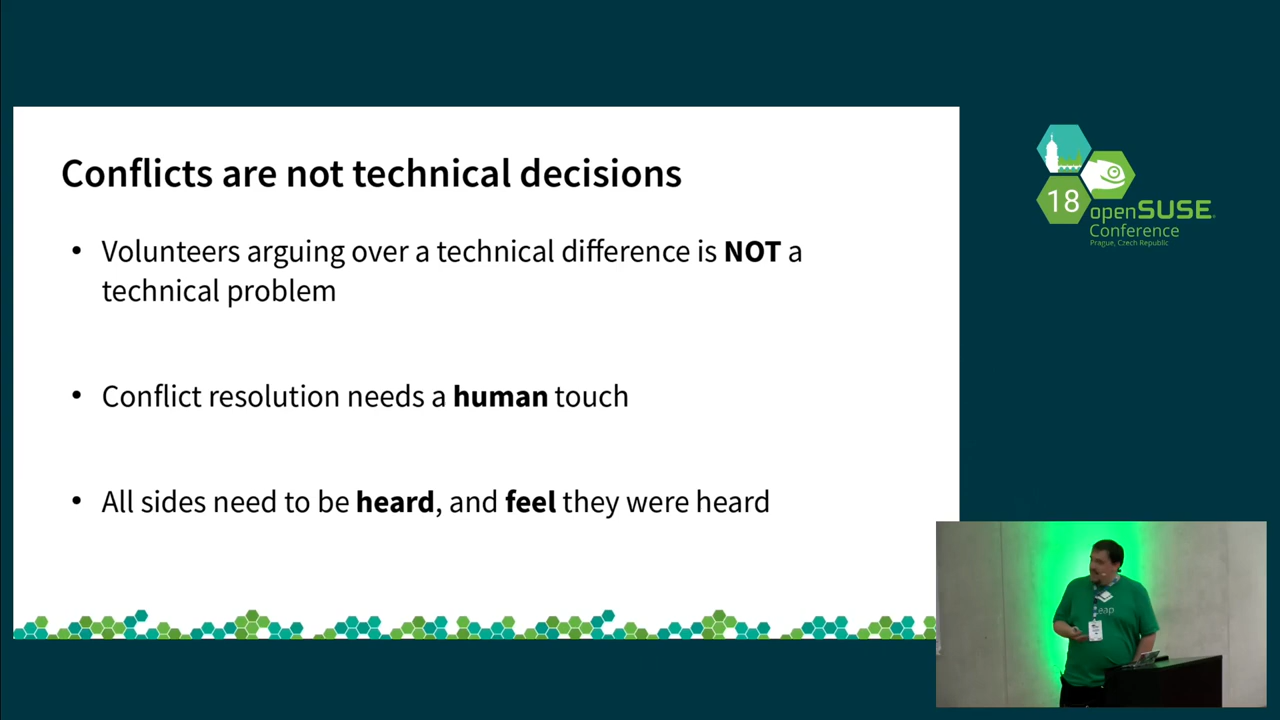 Conflicts are not technical decisions
• Volunteers arguing over a technical difference is NOT a
technical problem
• Conflict resolution needs a human touch
• All sides need to be heard, and feel they were heard
18
openSUSE
Conference
Prague, Czech Republic
eap